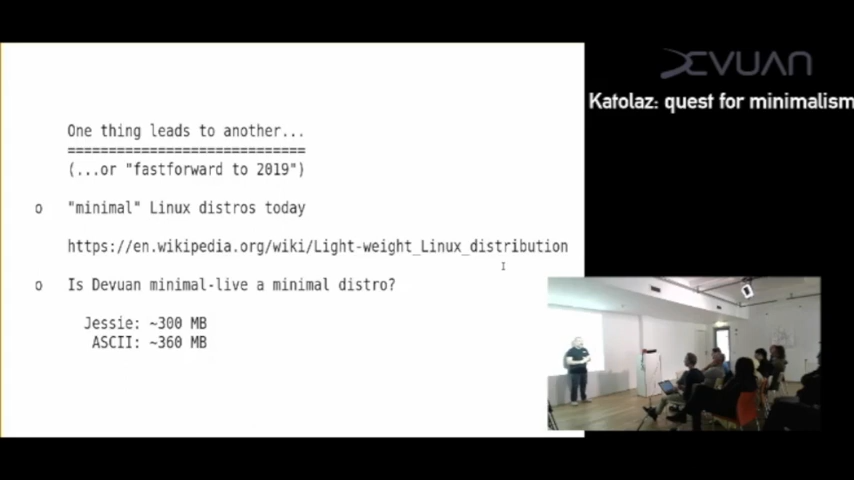 One thing leads to another...
=============================
(...or "fastforward to 2019")
o "minimal" Linux distros today
https://en.wikipedia.org/wiki/Light-weight_Linux_distribution
o Is Devuan minimal-live a minimal distro?
Jessie: ~300 MB
ASCII: ~360 MB
DEVUAN
Katolaz: quest for minimalism